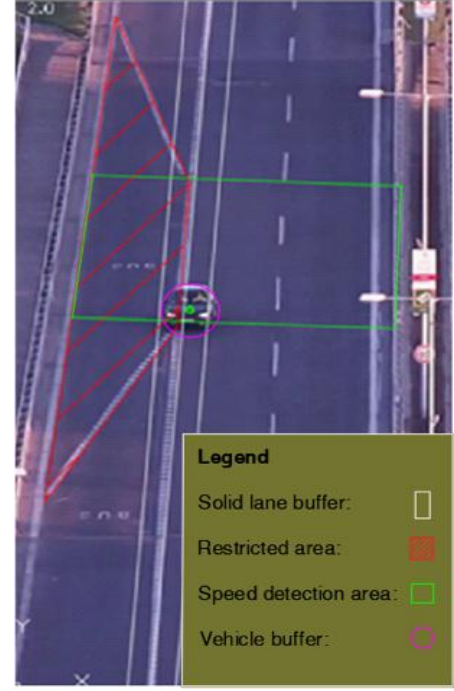 2.0
Legend
Solid lane buffer:
Restricted area:
Speed detection area:
Vehicle buffer:
Y
X